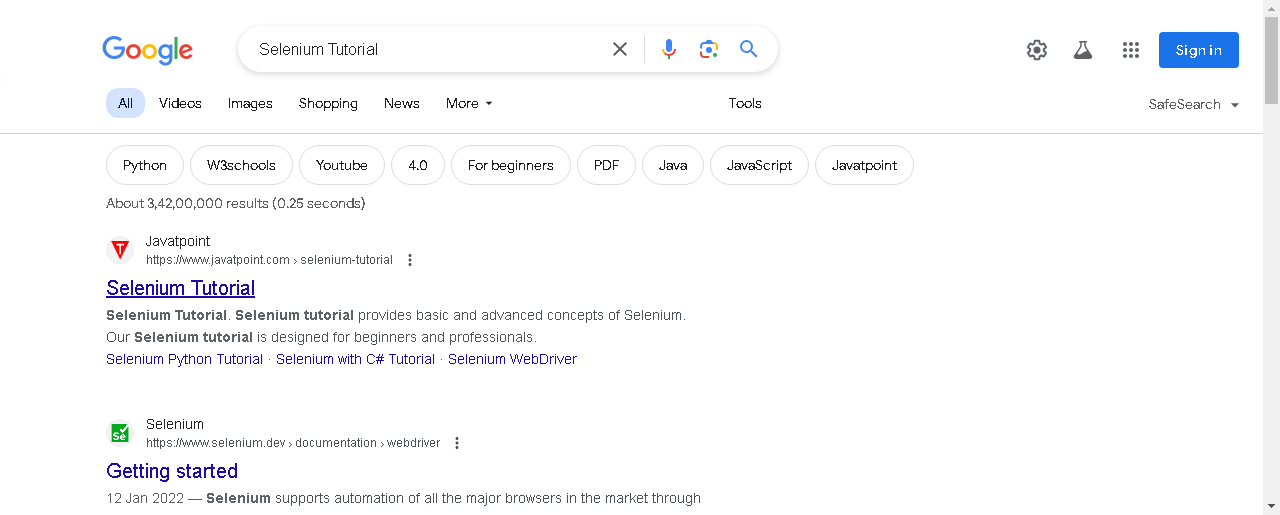 Google
Selenium Tutorial
Sign in
All Videos Images Shopping News More Tools SafeSearch
Python W3schools Youtube 4.0 For beginners PDF Java JavaScript Javatpoint
About 3,42,00,000 results (0.25 seconds)
T
Javatpoint
https://www.javatpoint.com › selenium-tutorial
Selenium Tutorial
Selenium Tutorial. Selenium tutorial provides basic and advanced concepts of Selenium.
Our Selenium tutorial is designed for beginners and professionals.
Selenium Python Tutorial · Selenium with C# Tutorial · Selenium WebDriver
Se
Selenium
https://www.selenium.dev › documentation › webdriver
Getting started
12 Jan 2022 — Selenium supports automation of all the major browsers in the market through